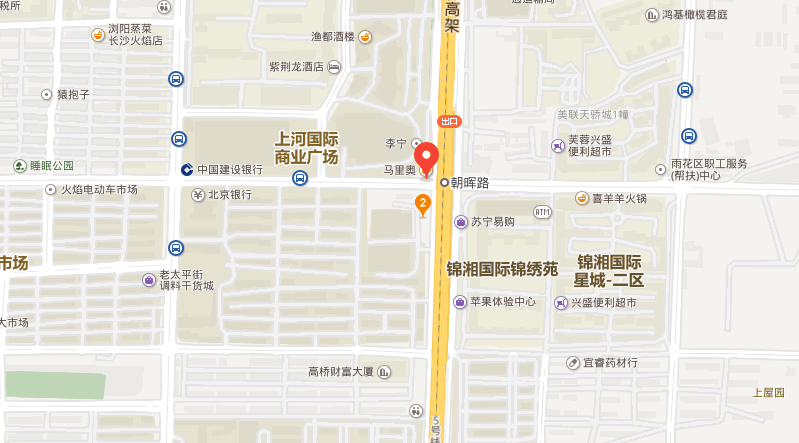 税所
高架
鸿基橄榄君庭
浏阳蒸菜
长沙火焰店
渔都酒楼
紫荆龙酒店
猿抱子
美联天骄城1幢
出口
上河国际
商业广场
李宁
芙蓉兴盛
便利超市
睡眠公园
中国建设银行
马里奥
雨花区职工服务
(帮扶)中心
火焰电动车市场
北京银行
朝晖路
喜羊羊火锅
2
苏宁易购
ATM
市场
老太平街
调料干货城
锦湘国际锦绣苑
锦湘国际
星城-二区
苹果体验中心
兴盛便利超市
大市场
高桥财富大厦
宜睿药材行
上屋园
5号线